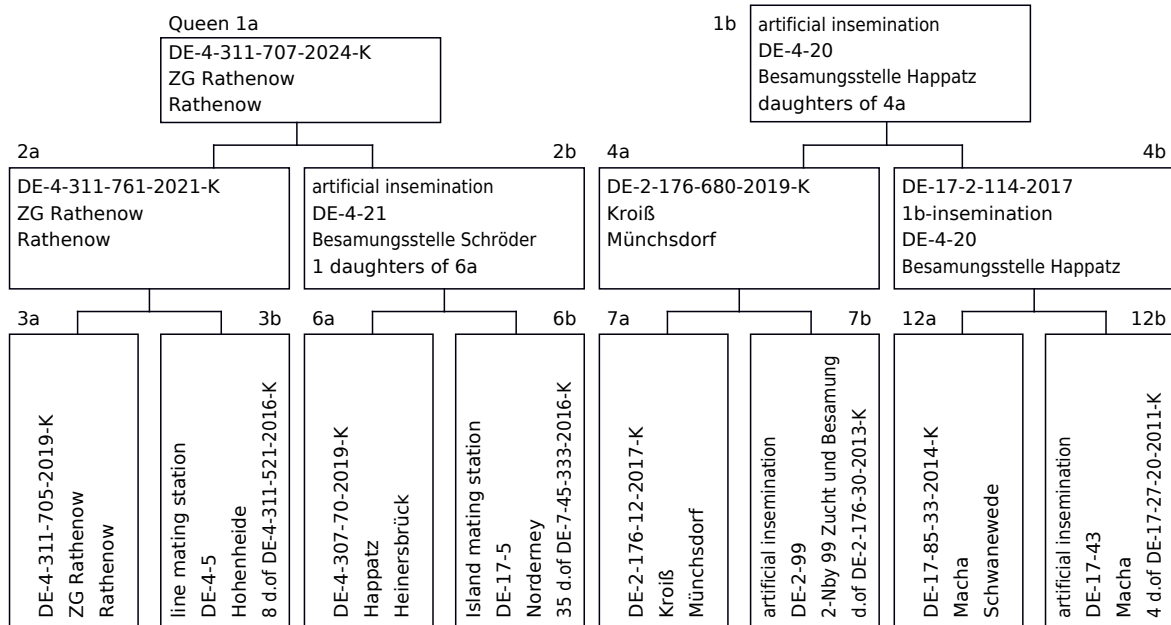 Queen 1a
DE-4-311-707-2024-K
ZG Rathenow
Rathenow
1b
artificial insemination
DE-4-20
Besamungsstelle Happatz
daughters of 4a
2a
DE-4-311-761-2021-K
ZG Rathenow
Rathenow
2b
artificial insemination
DE-4-21
Besamungsstelle Schröder
1 daughters of 6a
4a
DE-2-176-680-2019-K
Kroiß
Münchsdorf
4b
DE-17-2-114-2017
1b-insemination
DE-4-20
Besamungsstelle Happatz
3a
DE-4-311-705-2019-K
ZG Rathenow
Rathenow
3b
line mating station
DE-4-5
Hohenheide
8 d.of DE-4-311-521-2016-K
6a
DE-4-307-70-2019-K
Happatz
Heinersbrück
6b
Island mating station
DE-17-5
Norderney
35 d.of DE-7-45-333-2016-K
7a
DE-2-176-12-2017-K
Kroiß
Münchsdorf
7b
artificial insemination
DE-2-99
2-Nby 99 Zucht und Besamung
d.of DE-2-176-30-2013-K
12a
DE-17-85-33-2014-K
Macha
Schwanewede
12b
artificial insemination
DE-17-43
Macha
4 d.of DE-17-27-20-2011-K